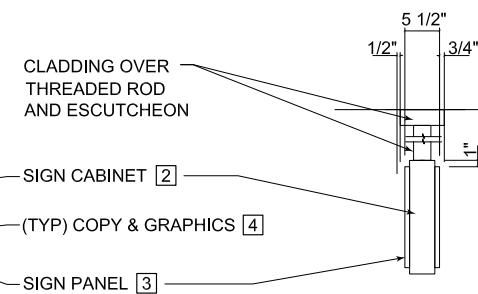 5 1/2"
1/2"
3/4"
CLADDING OVER
THREADED ROD
AND ESCUTCHEON
1"
SIGN CABINET 2
(TYP) COPY & GRAPHICS 4
SIGN PANEL 3